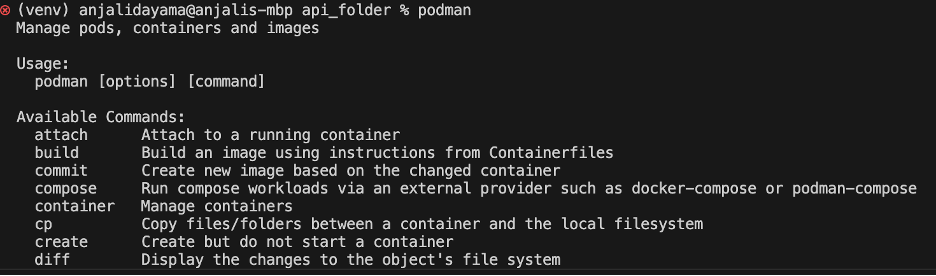 (venv) anjalidayama@anjalis-mbp api_folder % podman
Manage pods, containers and images

Usage:
  podman [options] [command]

Available Commands:
  attach      Attach to a running container
  build       Build an image using instructions from Containerfiles
  commit      Create new image based on the changed container
  compose     Run compose workloads via an external provider such as docker-compose or podman-compose
  container   Manage containers
  cp          Copy files/folders between a container and the local filesystem
  create      Create but do not start a container
  diff        Display the changes to the object's file system